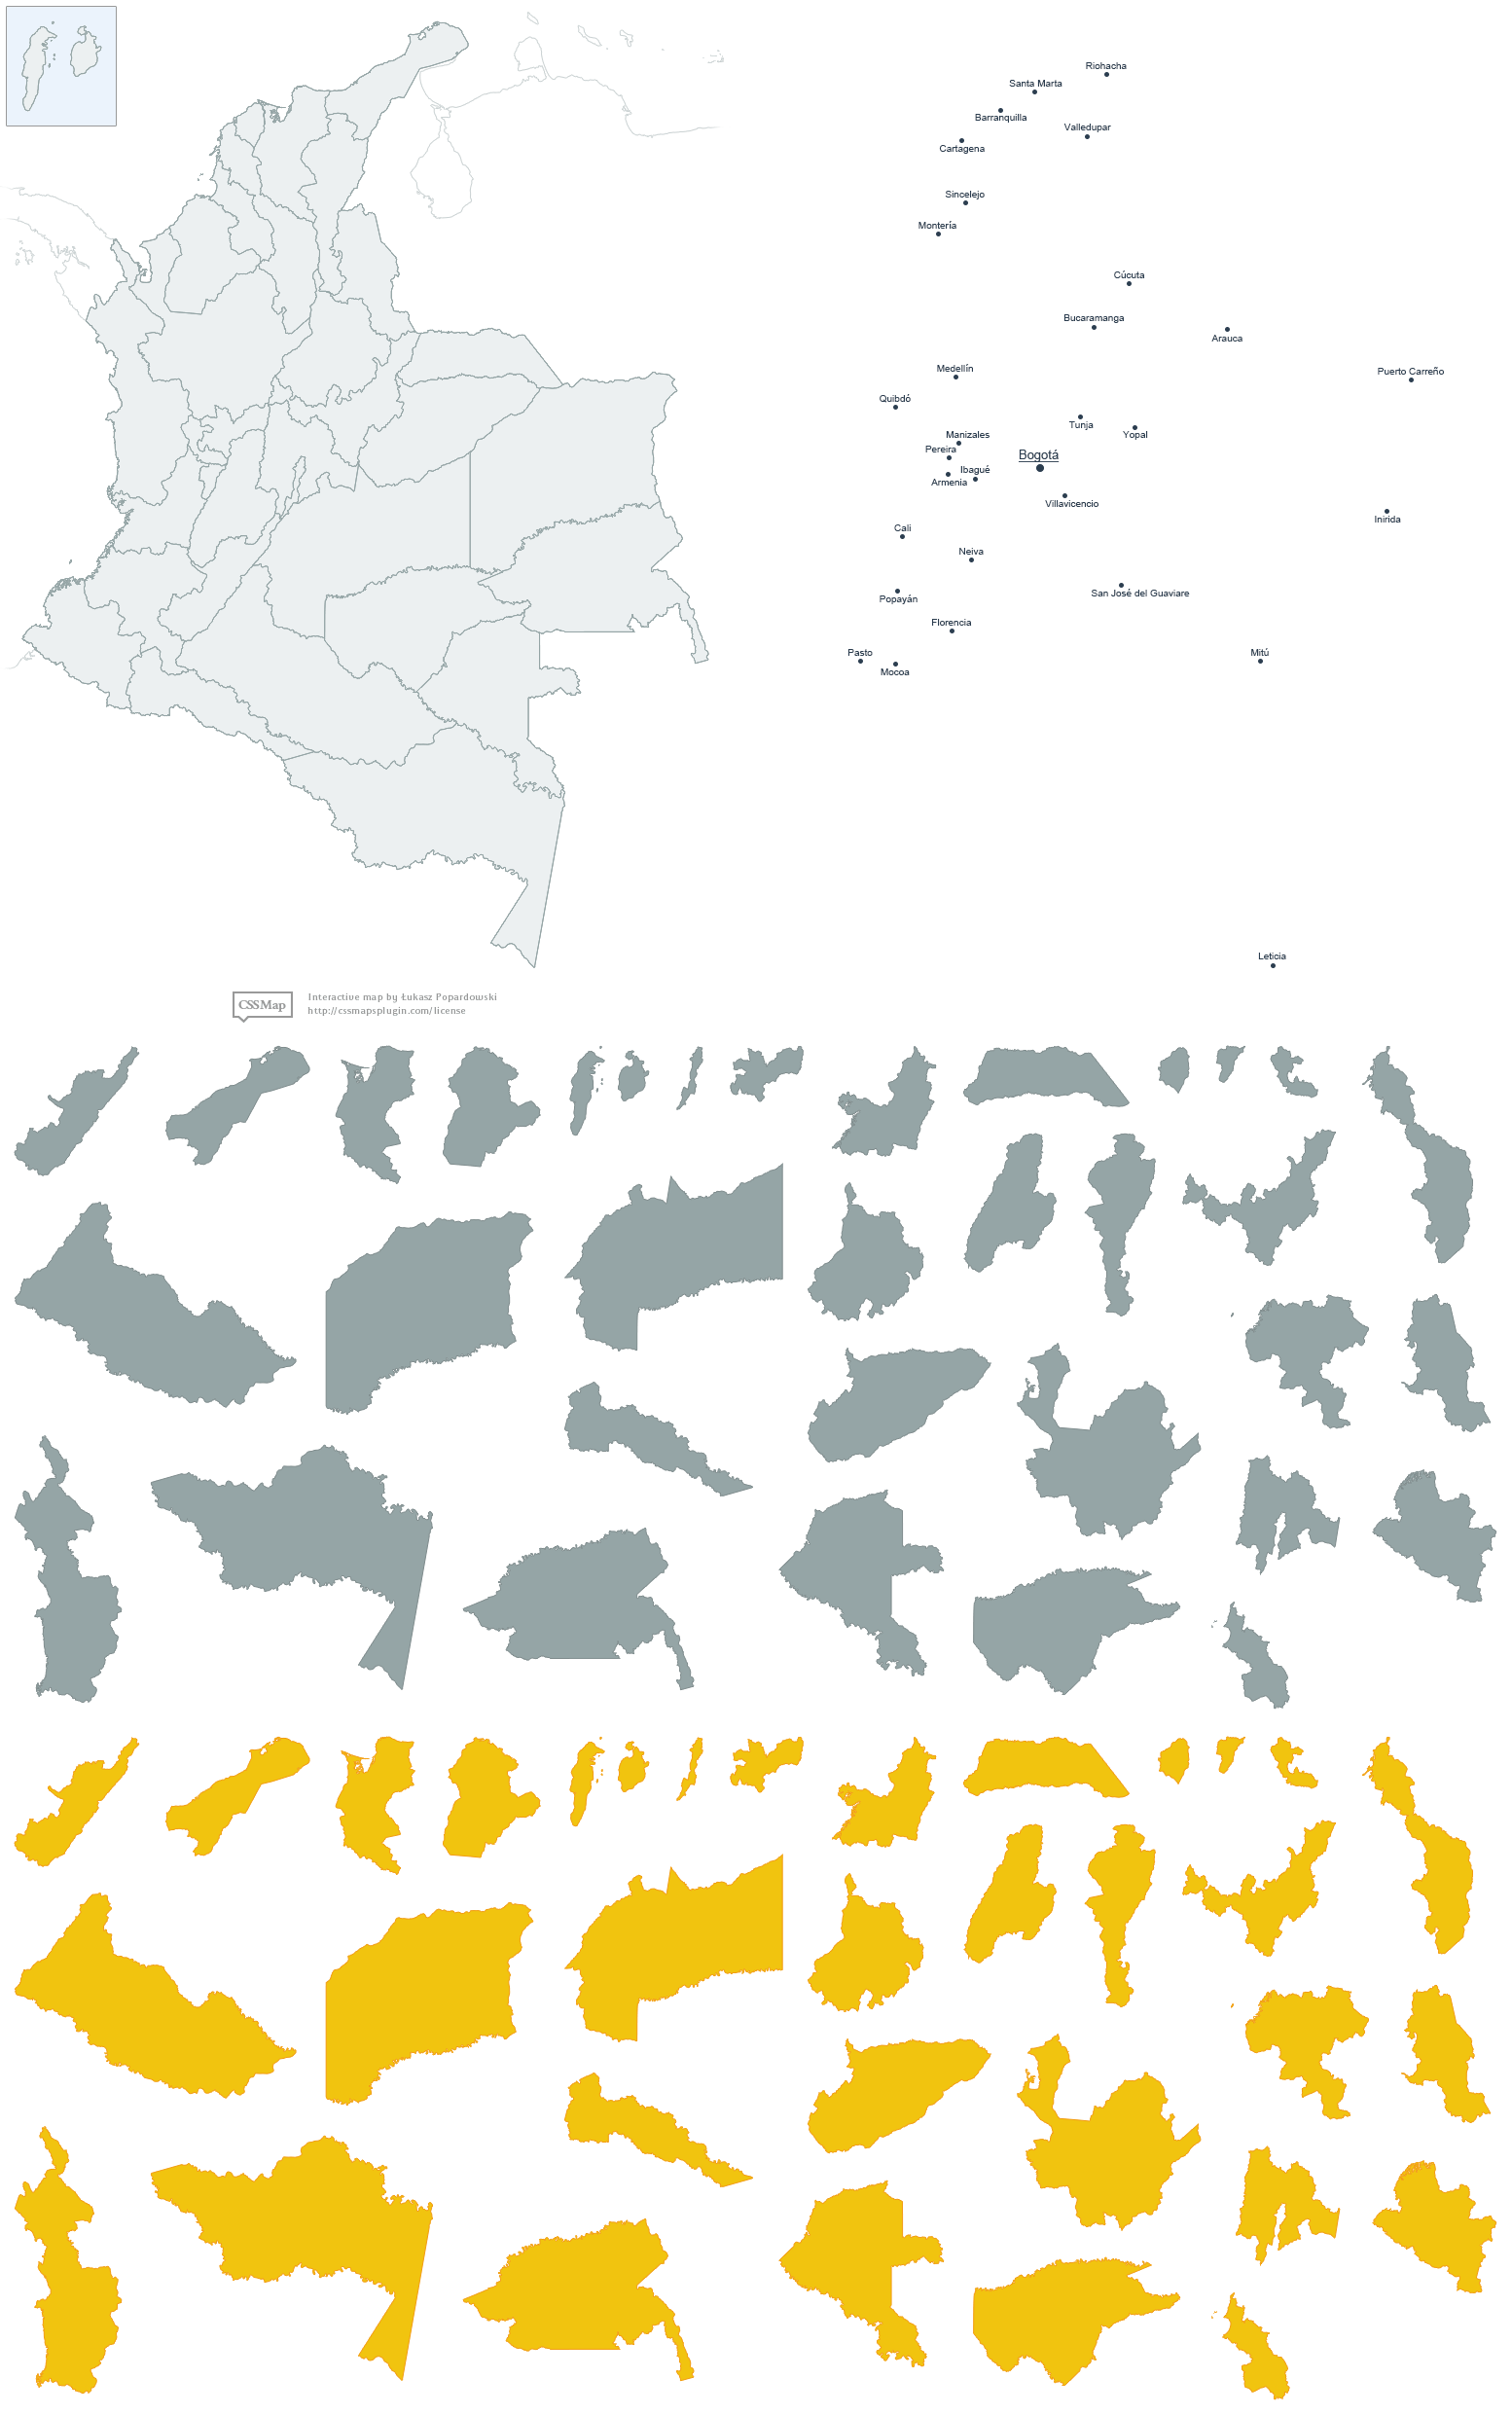 Riohacha
Santa Marta
Barranquilla
Valledupar
Cartagena
Sincelejo
Montería
Cúcuta
Bucaramanga
Arauca
Medellín
Puerto Carreño
Quibdó
Tunja
Manizales
Yopal
Pereira
Bogotá
Ibagué
Armenia
Villavicencio
Inirida
Cali
Neiva
San José del Guaviare
Popayán
Florencia
Pasto
Mitú
Mocoa
Leticia
CSSMap
Interactive map by Łukasz Popardowski
http://cssmapsplugin.com/license